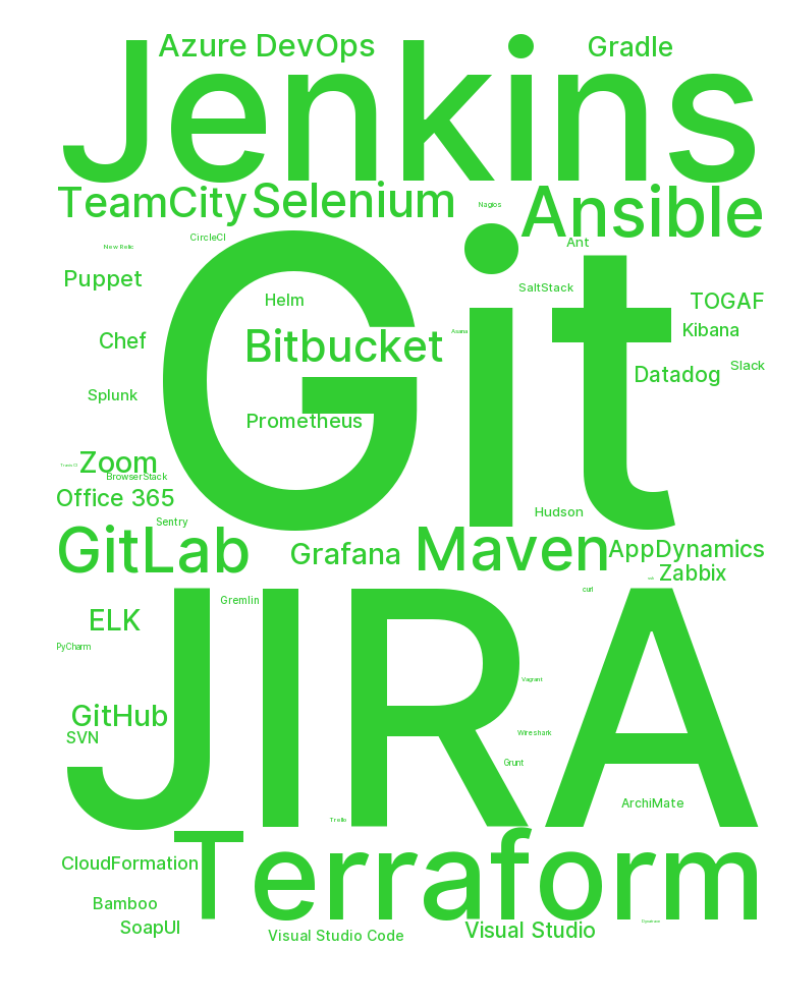 Azure DevOps
Gradle
Jenkins
TeamCity
Selenium
Nagios
Ansible
CircleCI
New Relic
Ant
Puppet
SaltStack
Helm
TOGAF
Git
Asana
Kibana
Chef
Bitbucket
Slack
Datadog
Splunk
Prometheus
Zoom
BrowserStack
Office 365
Hudson
Sentry
GitLab
Grafana
Maven
AppDynamics
Zabbix
curl
Gremlin
ELK
PyCharm
JIRA
Vagrant
GitHub
SVN
Wireshark
Grunt
ArchiMate
Trello
Terraform
CloudFormation
Bamboo
SoapUI
Visual Studio
Visual Studio Code